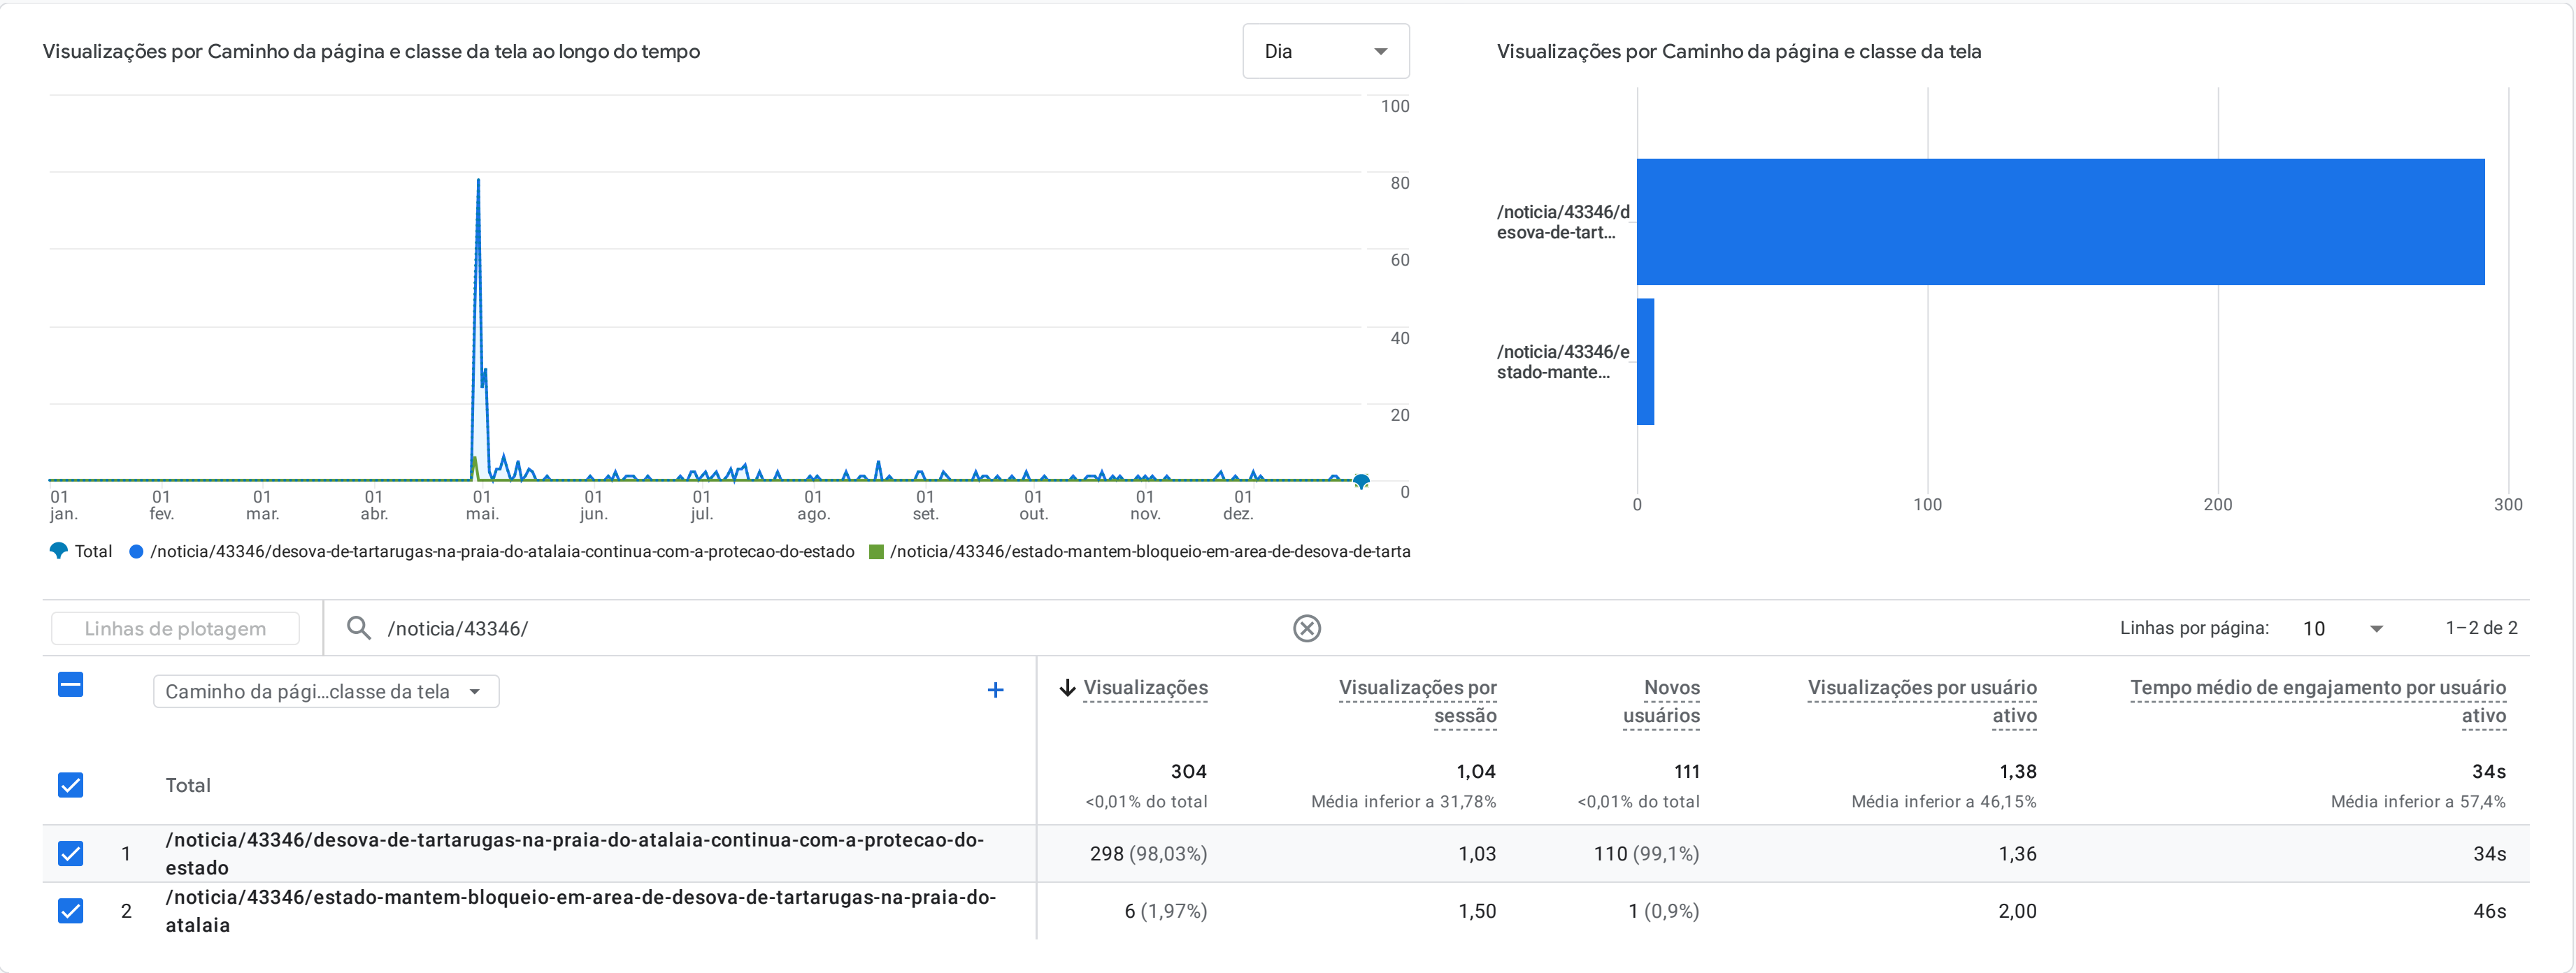 Visualizações por Caminho da página e classe da tela ao longo do tempo
Dia
100
80
60
40
20
0
01 jan.
01 fev.
01 mar.
01 abr.
01 mai.
01 jun.
01 jul.
01 ago.
01 set.
01 out.
01 nov.
01 dez.
Total
/noticia/43346/desova-de-tartarugas-na-praia-do-atalaia-continua-com-a-protecao-do-estado
/noticia/43346/estado-mantem-bloqueio-em-area-de-desova-de-tarta
Visualizações por Caminho da página e classe da tela
/noticia/43346/d
esova-de-tart...
/noticia/43346/e
stado-mante...
0
100
200
300
Linhas de plotagem
/noticia/43346/
Linhas por página:
10
1–2 de 2
Caminho da pági...classe da tela
+
Visualizações
Visualizações por
sessão
Novos
usuários
Visualizações por usuário
ativo
Tempo médio de engajamento por usuário
ativo
Total
304
<0,01% do total
1,04
Média inferior a 31,78%
111
<0,01% do total
1,38
Média inferior a 46,15%
34s
Média inferior a 57,4%
1
/noticia/43346/desova-de-tartarugas-na-praia-do-atalaia-continua-com-a-protecao-do-
estado
298 (98,03%)
1,03
110 (99,1%)
1,36
34s
2
/noticia/43346/estado-mantem-bloqueio-em-area-de-desova-de-tartarugas-na-praia-do-
atalaia
6 (1,97%)
1,50
1 (0,9%)
2,00
46s